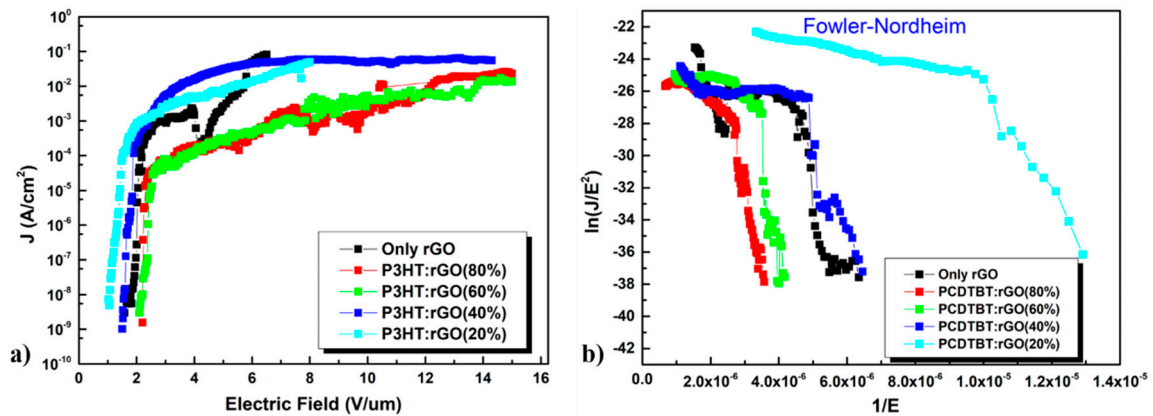 10⁰
10⁻¹
10⁻²
10⁻³
10⁻⁴
10⁻⁵
10⁻⁶
10⁻⁷
10⁻⁸
10⁻⁹
10⁻¹⁰
J (A/cm²)
0 2 4 6 8 10 12 14 16
Electric Field (V/um)
Only rGO
P3HT:rGO(80%)
P3HT:rGO(60%)
P3HT:rGO(40%)
P3HT:rGO(20%)
a)
Fowler-Nordheim
-22
-24
-26
-28
-30
-32
-34
-36
-38
-40
-42
ln(J/E²)
0.0 2.0x10⁻⁶ 4.0x10⁻⁶ 6.0x10⁻⁶ 8.0x10⁻⁶ 1.0x10⁻⁵ 1.2x10⁻⁵ 1.4x10⁻⁵
1/E
Only rGO
PCDTBT:rGO(80%)
PCDTBT:rGO(60%)
PCDTBT:rGO(40%)
PCDTBT:rGO(20%)
b)